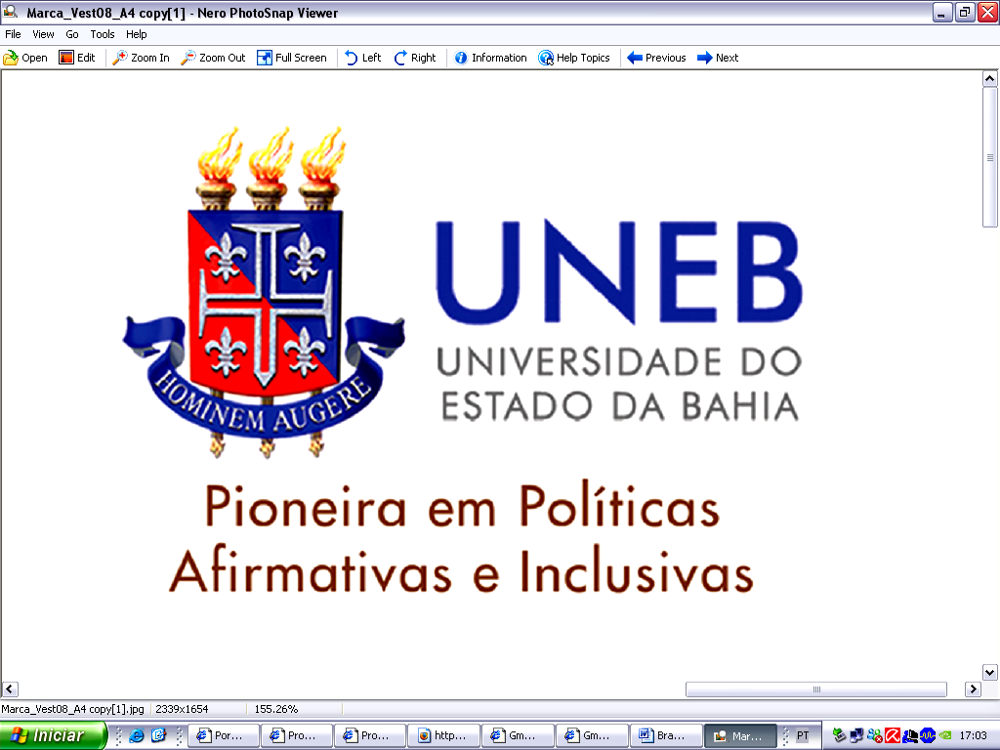 Marca_Vest08_A4 copy[1] - Nero PhotoSnap Viewer
File View Go Tools Help
Open Edit Zoom In Zoom Out Full Screen Left Right Information Help Topics Previous Next
UNEB
UNIVERSIDADE DO
ESTADO DA BAHIA
HOMINEM AUGERE
Pioneira em Políticas
Afirmativas e Inclusivas
Marca_Vest08_A4 copy[1].jpg 2339x1654 155.26%
Iniciar Por... Pro... Pro... http... Gm... Gm... Bra... Mar... PT 17:03